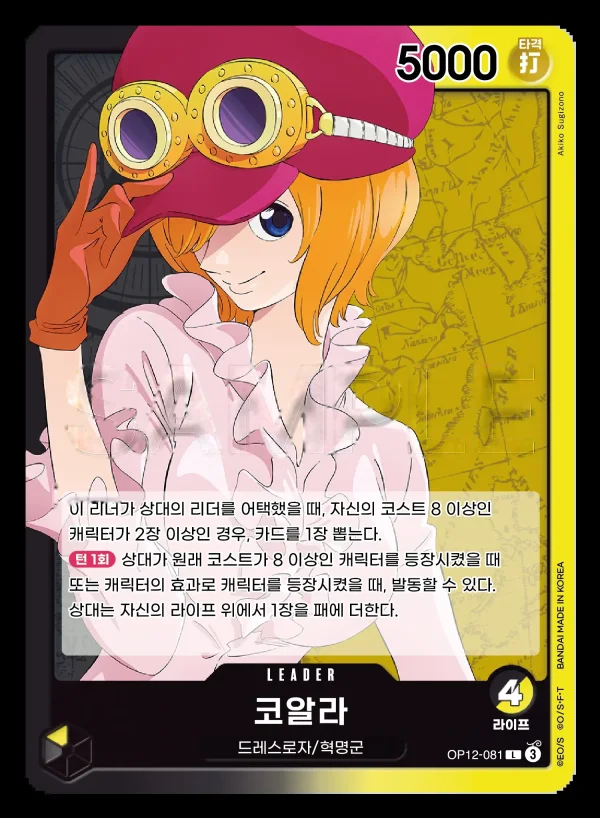 5000
타격
打
Akiko Sugizono
SAMPLE
이 리더가 상대의 리더를 어택했을 때, 자신의 코스트 8 이상인
캐릭터가 2장 이상인 경우, 카드를 1장 뽑는다.
턴 1회 상대가 원래 코스트가 8 이상인 캐릭터를 등장시켰을 때
또는 캐릭터의 효과로 캐릭터를 등장시켰을 때, 발동할 수 있다.
상대는 자신의 라이프 위에서 1장을 패에 더한다.
LEADER
코알라
드레스로자/혁명군
4
라이프
OP12-081 L 3
©EO/S ©O/S·F·T BANDAI MADE IN KOREA